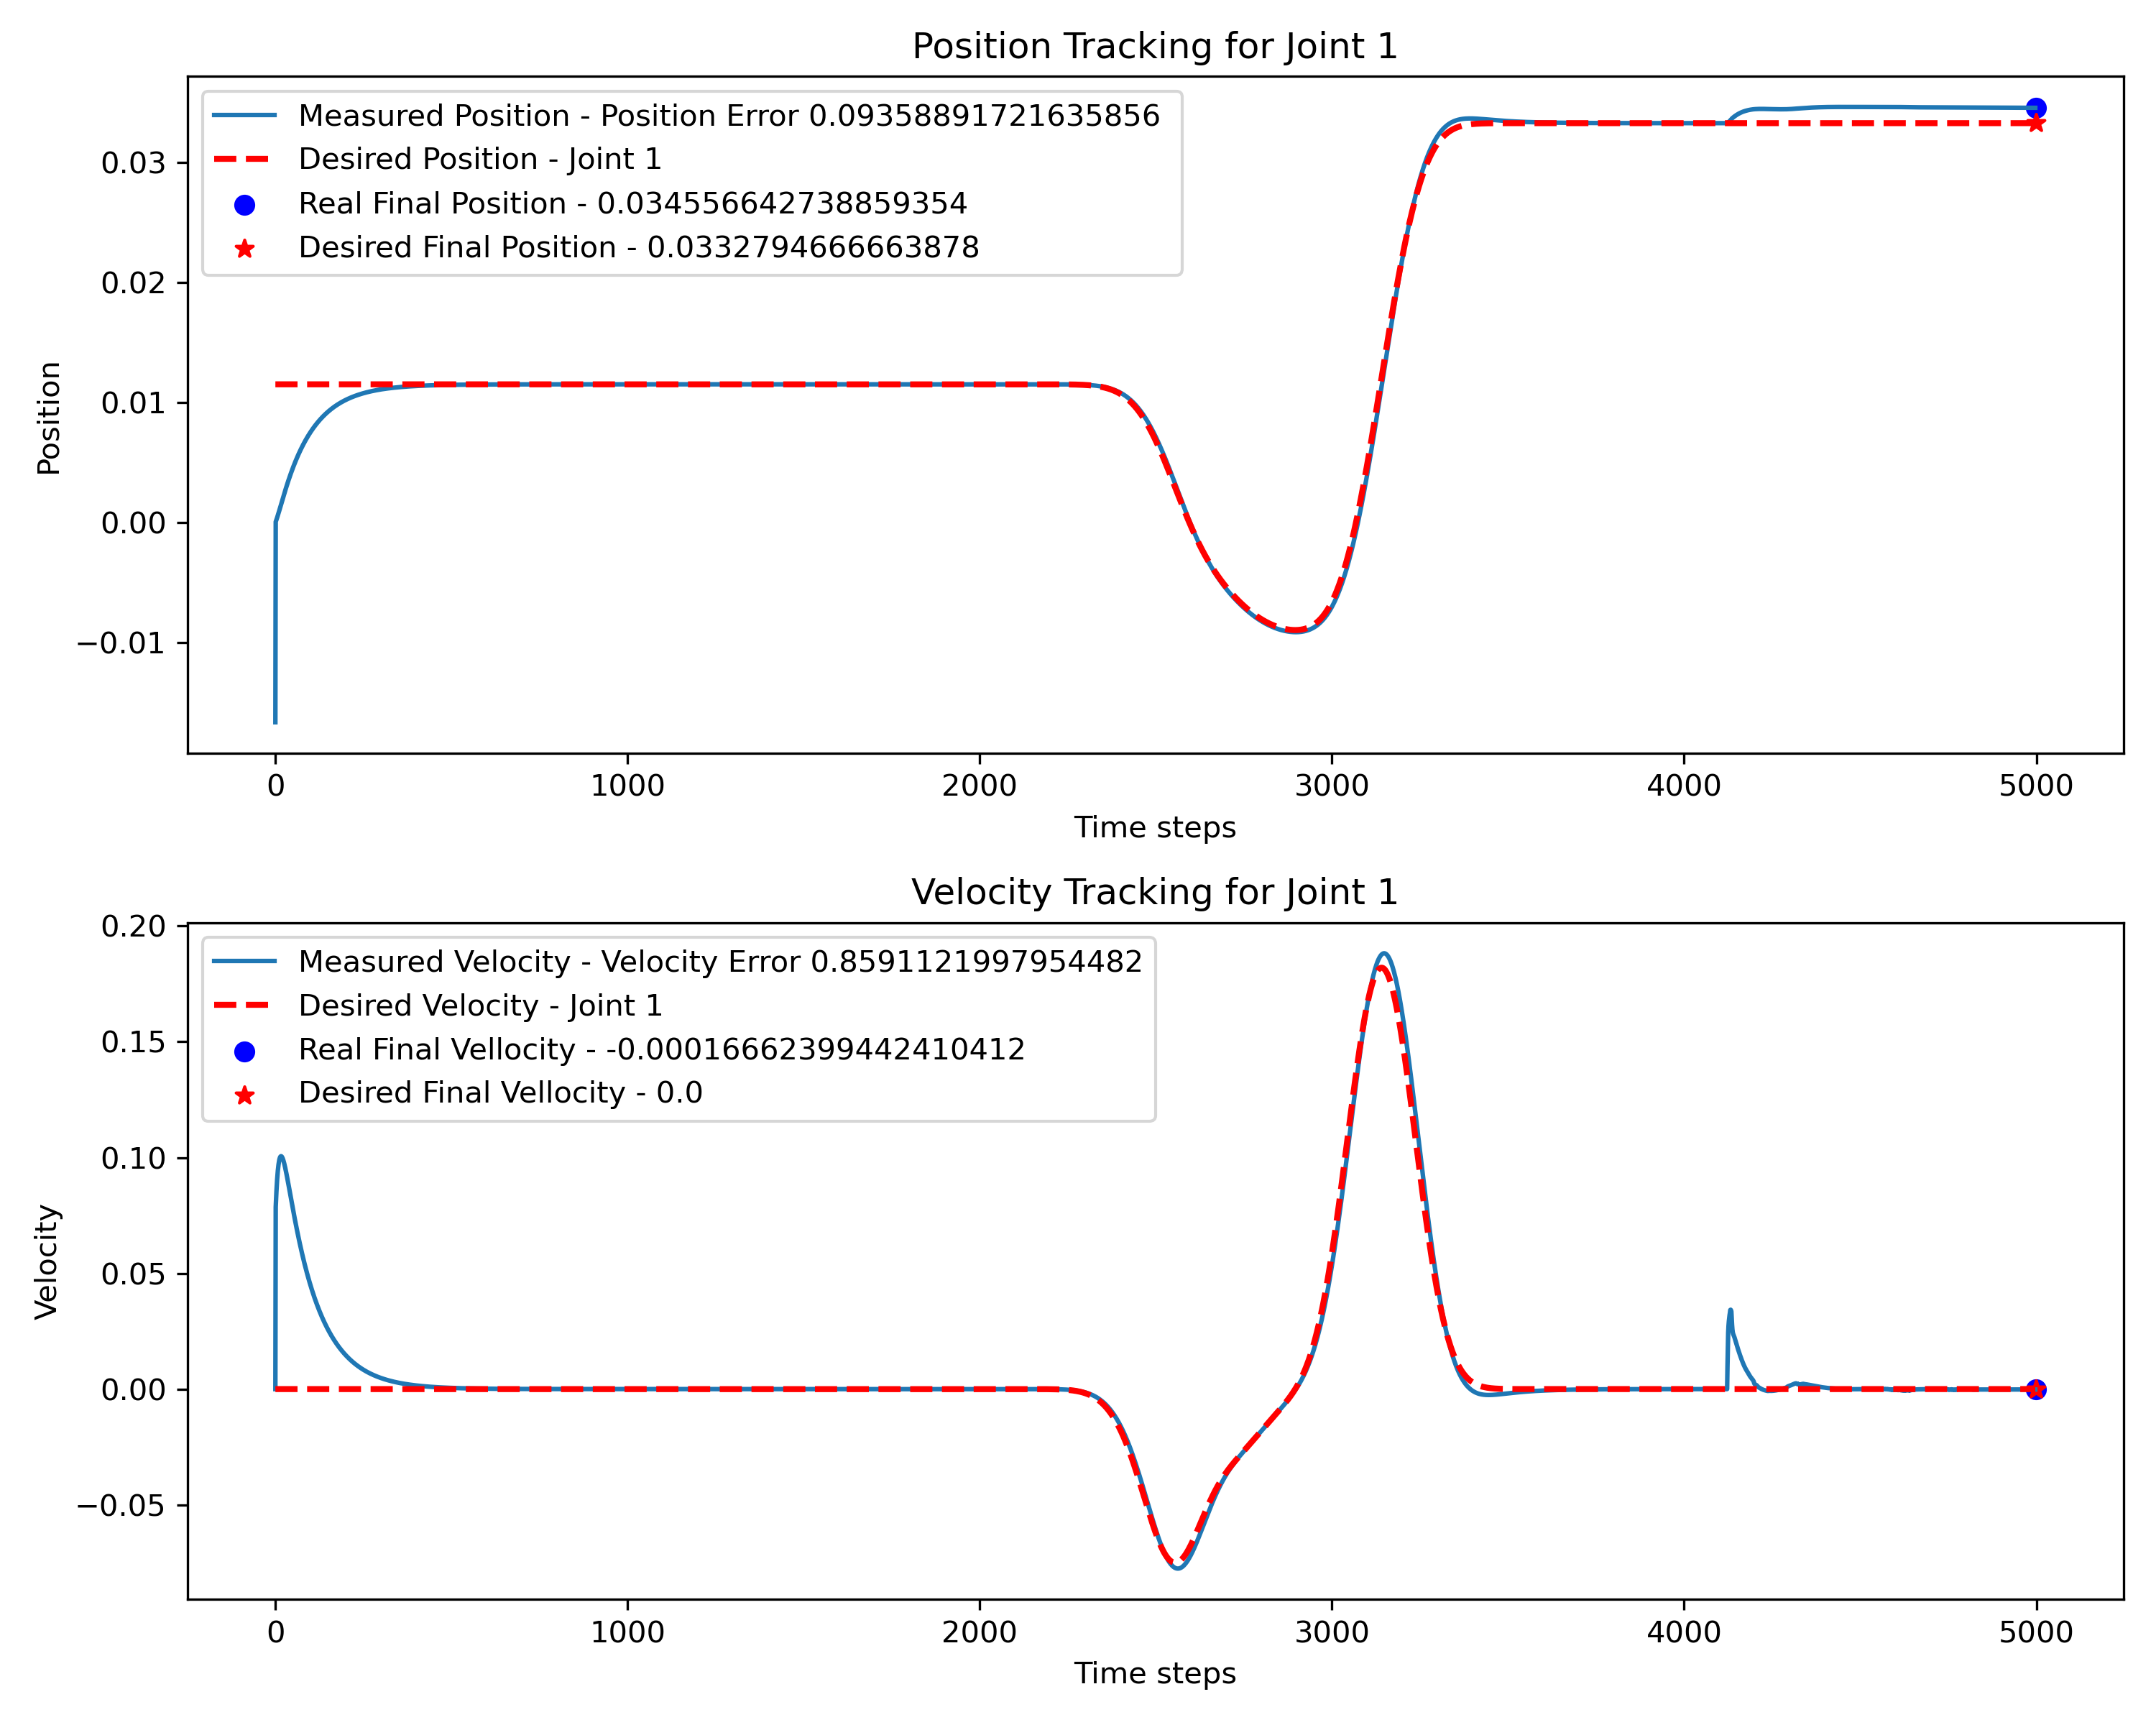 Position Tracking for Joint 1
Measured Position - Position Error 0.09358891721635856
Desired Position - Joint 1
Real Final Position - 0.034556642738859354
Desired Final Position - 0.0332794666663878
0.03
0.02
0.01
0.00
−0.01
Position
0 1000 2000 3000 4000 5000
Time steps
Velocity Tracking for Joint 1
Measured Velocity - Velocity Error 0.8591121997954482
Desired Velocity - Joint 1
Real Final Vellocity - -0.00016662399442410412
Desired Final Vellocity - 0.0
0.20
0.15
0.10
0.05
0.00
−0.05
Velocity
0 1000 2000 3000 4000 5000
Time steps